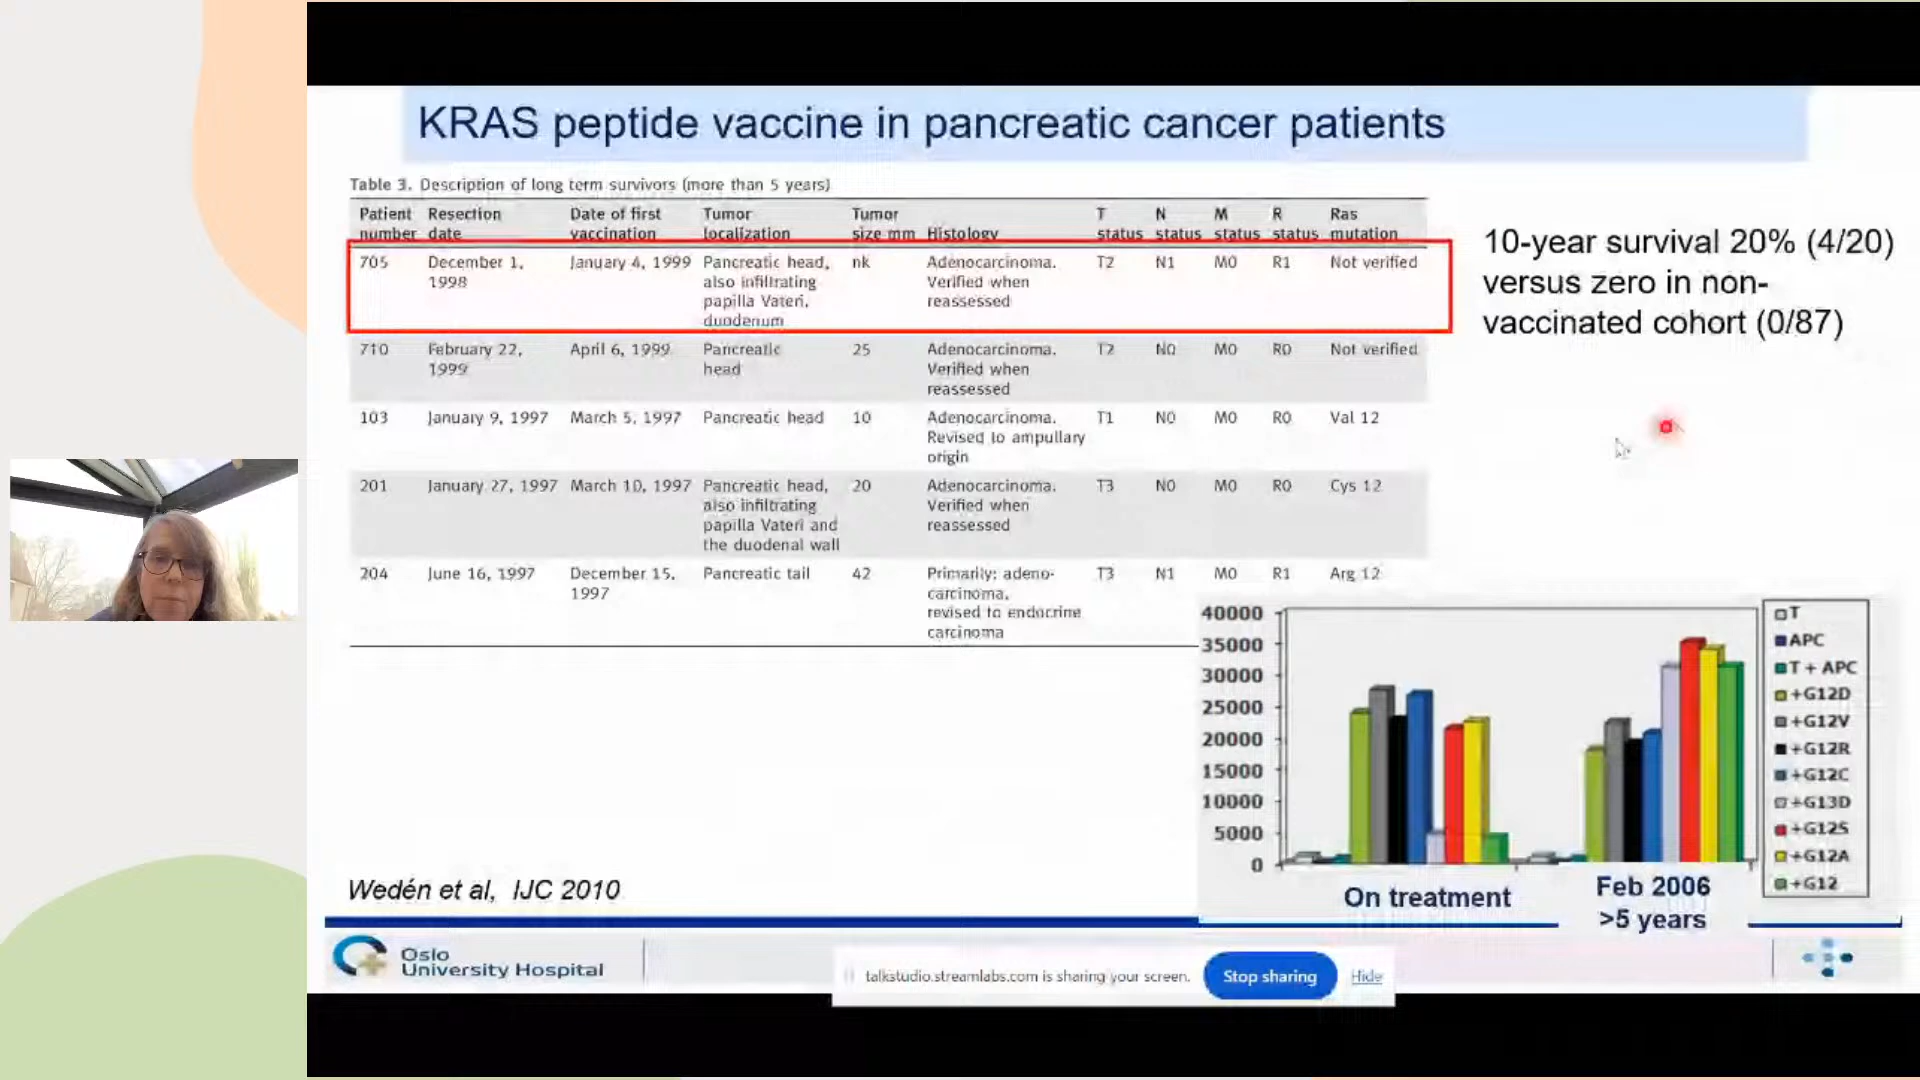 KRAS peptide vaccine in pancreatic cancer patients
Table 3. Description of long term survivors (more than 5 years)
Patient number Resection date Date of first vaccination Tumor localization Tumor size mm Histology T status N status M status R status Ras mutation
705 December 1, 1998 January 4, 1999 Pancreatic head, also infiltrating papilla Vateri, duodenum nk Adenocarcinoma. Verified when reassessed T2 N1 M0 R1 Not verified
710 February 22, 1999 April 6, 1999 Pancreatic head 25 Adenocarcinoma. Verified when reassessed T2 N0 M0 R0 Not verified
103 January 9, 1997 March 5, 1997 Pancreatic head 10 Adenocarcinoma. Revised to ampullary origin T1 N0 M0 R0 Val 12
201 January 27, 1997 March 10, 1997 Pancreatic head, also infiltrating papilla Vateri and the duodenal wall 20 Adenocarcinoma. Verified when reassessed T3 N0 M0 R0 Cys 12
204 June 16, 1997 December 15, 1997 Pancreatic tail 42 Primarily; adeno-carcinoma, revised to endocrine carcinoma T3 N1 M0 R1 Arg 12
10-year survival 20% (4/20)
versus zero in non-
vaccinated cohort (0/87)
40000
35000
30000
25000
20000
15000
10000
5000
0
On treatment
Feb 2006
>5 years
T
APC
T + APC
+G12D
+G12V
+G12R
+G12C
+G13D
+G12S
+G12A
+G12
Wedén et al, IJC 2010
Oslo
University Hospital
talkstudio.streamlabs.com is sharing your screen. Stop sharing Hide